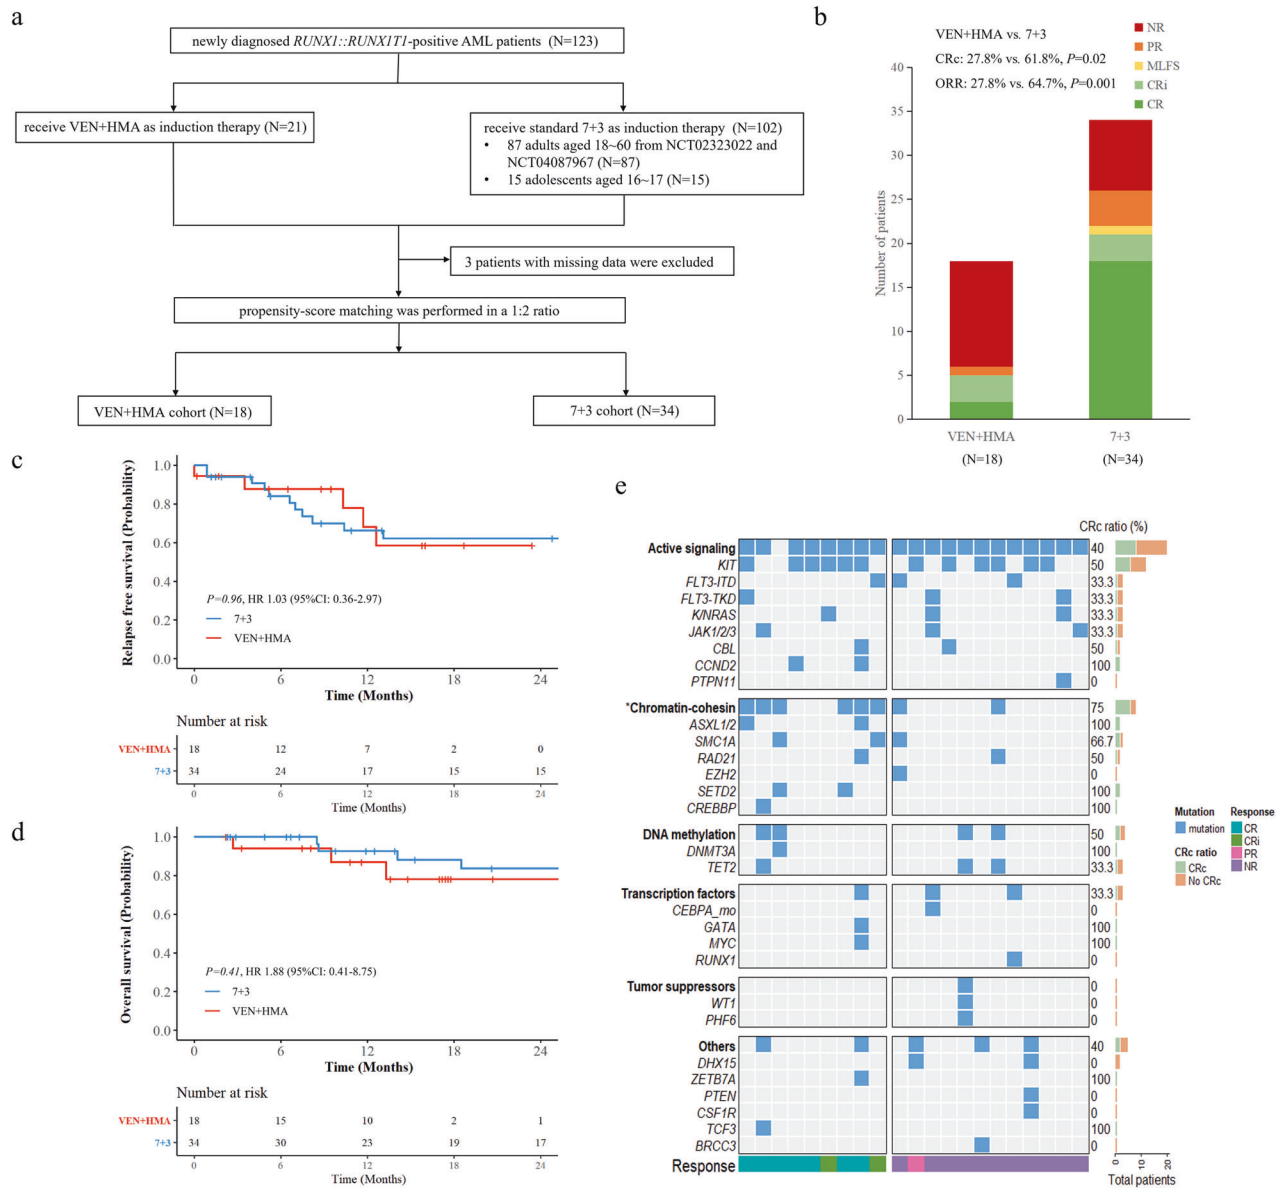 a
newly diagnosed RUNX1::RUNX1T1-positive AML patients (N=123)
receive VEN+HMA as induction therapy (N=21)
receive standard 7+3 as induction therapy (N=102)
• 87 adults aged 18~60 from NCT02323022 and
NCT04087967 (N=87)
• 15 adolescents aged 16~17 (N=15)
3 patients with missing data were excluded
propensity-score matching was performed in a 1:2 ratio
VEN+HMA cohort (N=18)
7+3 cohort (N=34)
b
VEN+HMA vs. 7+3
CRc: 27.8% vs. 61.8%, P=0.02
ORR: 27.8% vs. 64.7%, P=0.001
NR
PR
MLFS
CRi
CR
Number of patients
40
35
30
25
20
15
10
5
0
VEN+HMA 7+3
(N=18) (N=34)
c
Relapse free survival (Probability)
1.0
0.8
0.6
0.4
0.2
0.0
P=0.96, HR 1.03 (95%CI: 0.36-2.97)
7+3
VEN+HMA
0 6 12 18 24
Time (Months)
Number at risk
VEN+HMA 18 12 7 2 0
7+3 34 24 17 15 15
0 6 12 18 24
Time (Months)
d
Overall survival (Probability)
1.0
0.8
0.6
0.4
0.2
0.0
P=0.41, HR 1.88 (95%CI: 0.41-8.75)
7+3
VEN+HMA
0 6 12 18 24
Time (Months)
Number at risk
VEN+HMA 18 15 10 2 1
7+3 34 30 23 19 17
0 6 12 18 24
Time (Months)
e
CRc ratio (%)
Active signaling 40
KIT 50
FLT3-ITD 33.3
FLT3-TKD 33.3
K/NRAS 33.3
JAK1/2/3 33.3
CBL 50
CCND2 100
PTPN11 0
*Chromatin-cohesin 75
ASXL1/2 100
SMC1A 66.7
RAD21 50
EZH2 0
SETD2 100
CREBBP 100
DNA methylation 50
DNMT3A 100
TET2 33.3
Transcription factors 33.3
CEBPA_mo 0
GATA 100
MYC 100
RUNX1 0
Tumor suppressors 0
WT1 0
PHF6 0
Others 40
DHX15 0
ZETB7A 100
PTEN 0
CSF1R 0
TCF3 100
BRCC3 0
Response
0 5 10 15 20
Total patients
Mutation
mutation
CRc ratio
CRc
No CRc
Response
CR
CRi
PR
NR